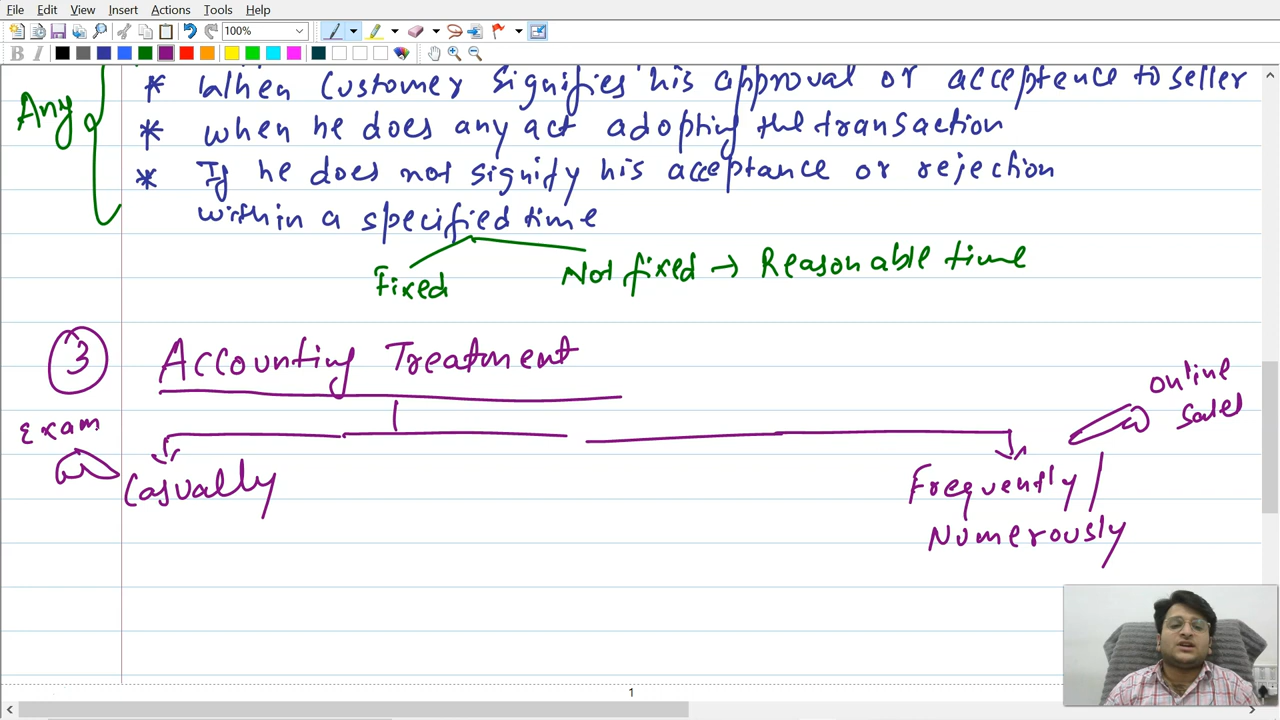 File Edit View Insert Actions Tools Help
100%
B I
* When Customer signifies his approval or acceptance to seller
Any
* when he does any act adopting the transaction
* If he does not signify his acceptance or rejection
within a specified time
Fixed
Not fixed → Reasonable time
3 Accounting Treatment
Online
Sales
Exam
Casually
Frequently
Numerously
1